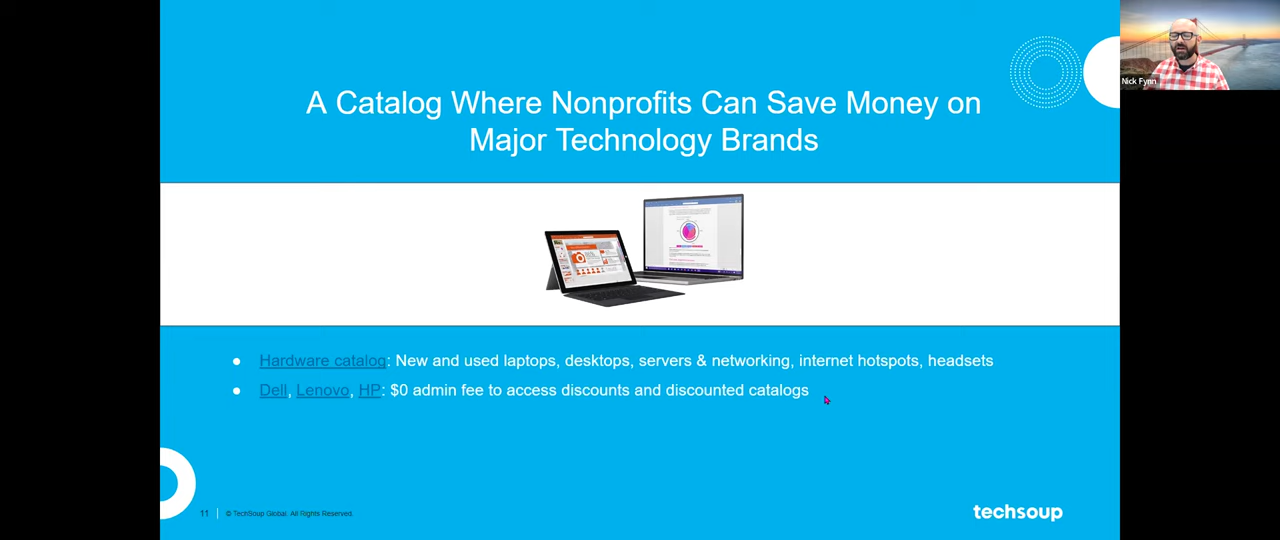 A Catalog Where Nonprofits Can Save Money on
Major Technology Brands
Nick Fynn
● Hardware catalog: New and used laptops, desktops, servers & networking, internet hotspots, headsets
● Dell, Lenovo, HP: $0 admin fee to access discounts and discounted catalogs
11 | © TechSoup Global. All Rights Reserved.
techsoup